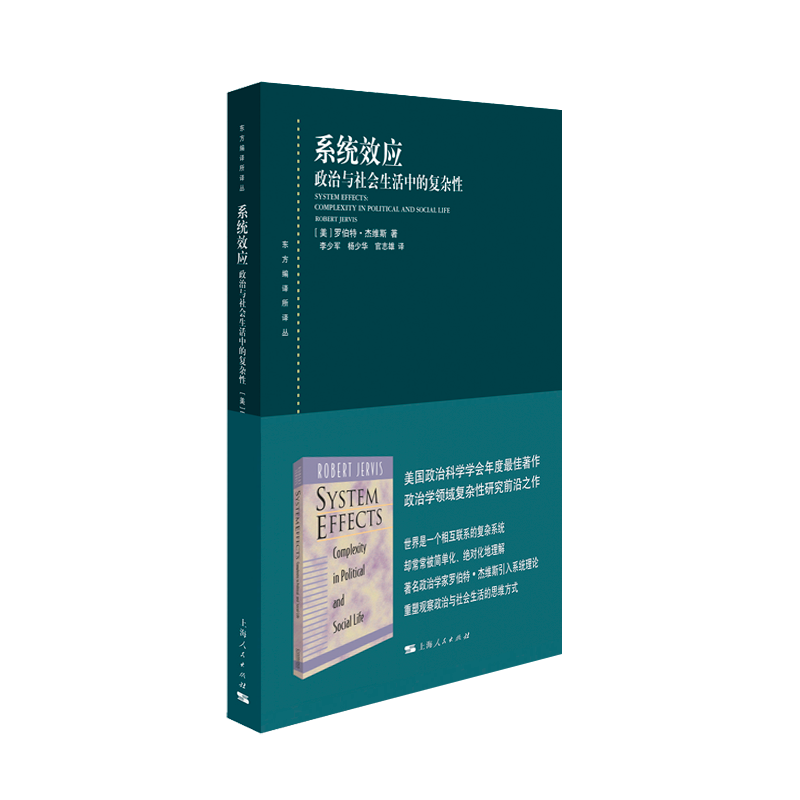 东方编译所译丛
系统效应 政治与社会生活中的复杂性
[美]
上海人民出版社
系统效应
政治与社会生活中的复杂性
SYSTEM EFFECTS:
COMPLEXITY IN POLITICAL AND SOCIAL LIFE
ROBERT JERVIS
[美]罗伯特·杰维斯 著
李少军 杨少华 官志雄 译
东方编译所译丛
ROBERT JERVIS
SYSTEM
EFFECTS
Complexity
in Political
and
Social Life
SYSTEM EFFECTS
美国政治科学学会年度最佳著作
政治学领域复杂性研究前沿之作
世界是一个相互联系的复杂系统
却常常被简单化、绝对化地理解
著名政治学家罗伯特·杰维斯引入系统理论
重塑观察政治与社会生活的思维方式
上海人民出版社